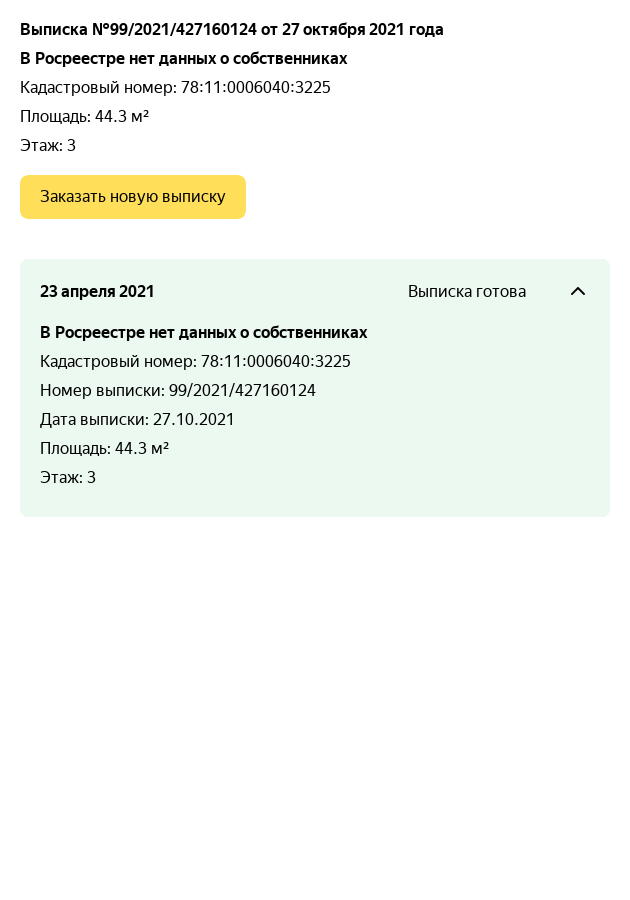 Выписка №99/2021/427160124 от 27 октября 2021 года
В Росреестре нет данных о собственниках
Кадастровый номер: 78:11:0006040:3225
Площадь: 44.3 м²
Этаж: 3
Заказать новую выписку
23 апреля 2021 Выписка готова
В Росреестре нет данных о собственниках
Кадастровый номер: 78:11:0006040:3225
Номер выписки: 99/2021/427160124
Дата выписки: 27.10.2021
Площадь: 44.3 м²
Этаж: 3